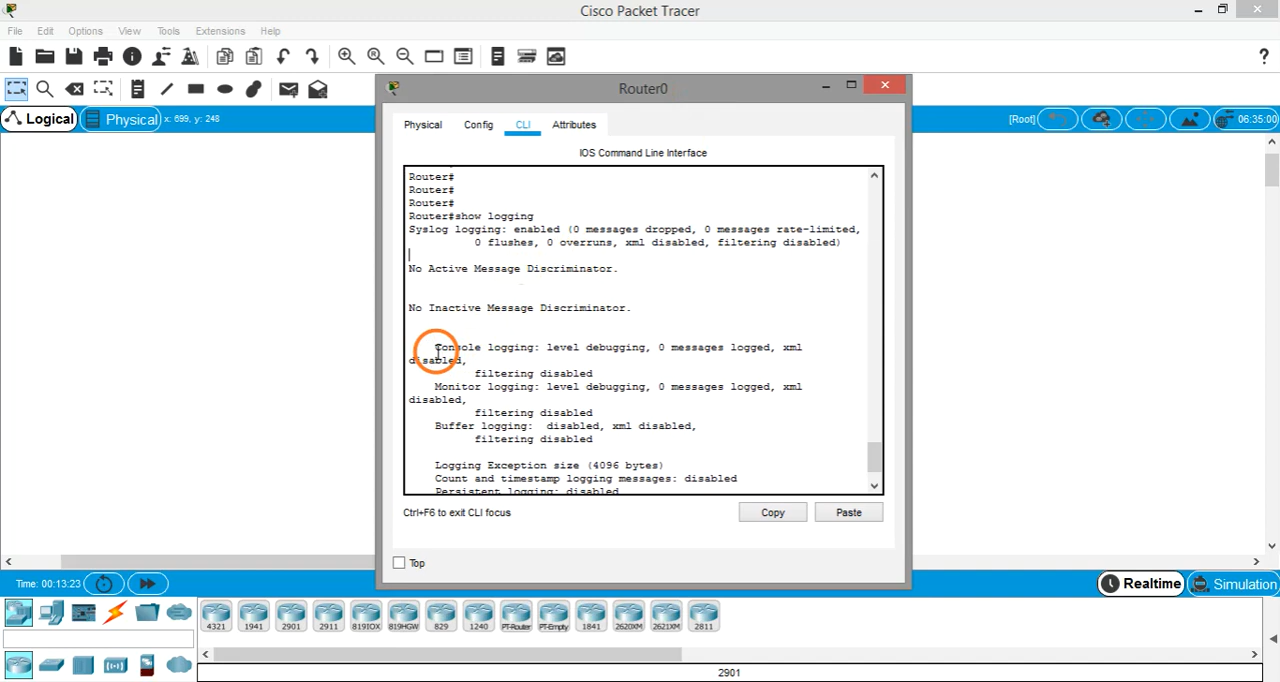 Cisco Packet Tracer
File Edit Options View Tools Extensions Help
Logical Physical x: 699, y: 248 [Root] 06:35:00
Router0
Physical Config CLI Attributes
IOS Command Line Interface
Router#
Router#
Router#
Router#show logging
Syslog logging: enabled (0 messages dropped, 0 messages rate-limited,
0 flushes, 0 overruns, xml disabled, filtering disabled)
No Active Message Discriminator.
No Inactive Message Discriminator.
Console logging: level debugging, 0 messages logged, xml
disabled,
filtering disabled
Monitor logging: level debugging, 0 messages logged, xml
disabled,
filtering disabled
Buffer logging: disabled, xml disabled,
filtering disabled
Logging Exception size (4096 bytes)
Count and timestamp logging messages: disabled
Persistent logging: disabled
Ctrl+F6 to exit CLI focus Copy Paste
Top
Time: 00:13:23 Realtime Simulation
4321 1941 2901 2911 819IOX 819HGW 829 1240 PT-Router PT-Empty 1841 2620XM 2621XM 2811
2901